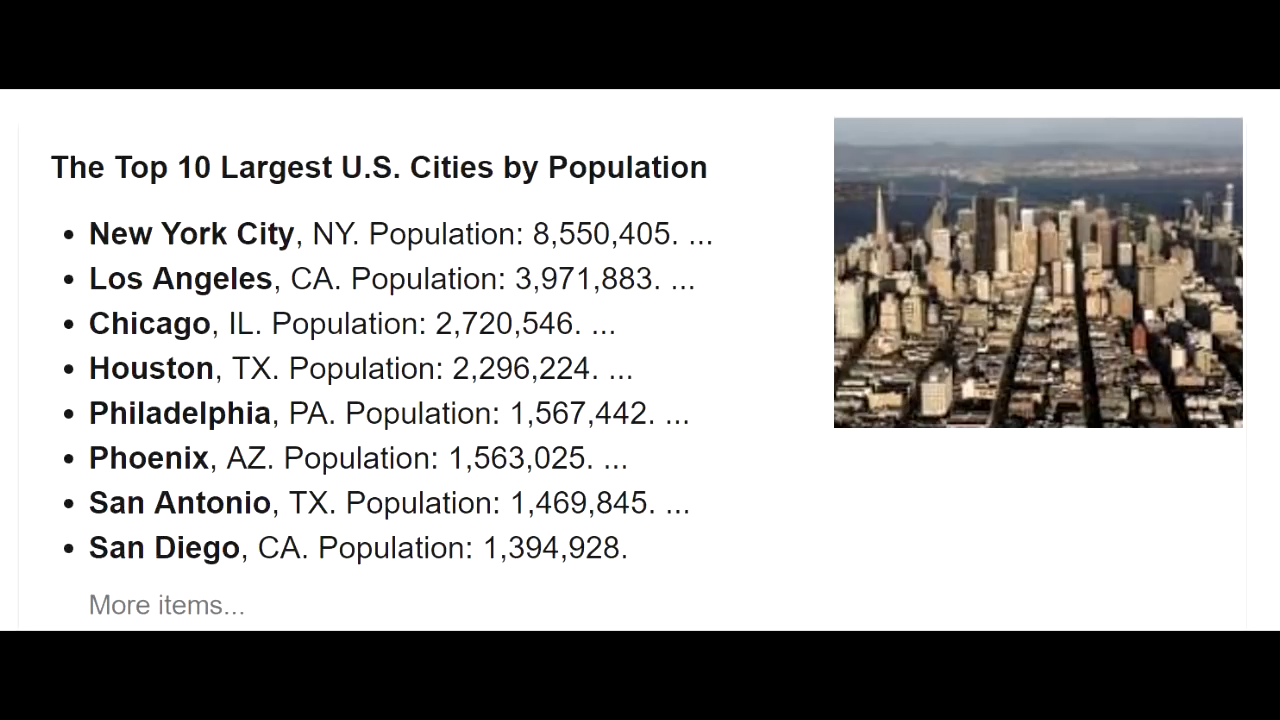 The Top 10 Largest U.S. Cities by Population
New York City, NY. Population: 8,550,405. ...
Los Angeles, CA. Population: 3,971,883. ...
Chicago, IL. Population: 2,720,546. ...
Houston, TX. Population: 2,296,224. ...
Philadelphia, PA. Population: 1,567,442. ...
Phoenix, AZ. Population: 1,563,025. ...
San Antonio, TX. Population: 1,469,845. ...
San Diego, CA. Population: 1,394,928.
More items...